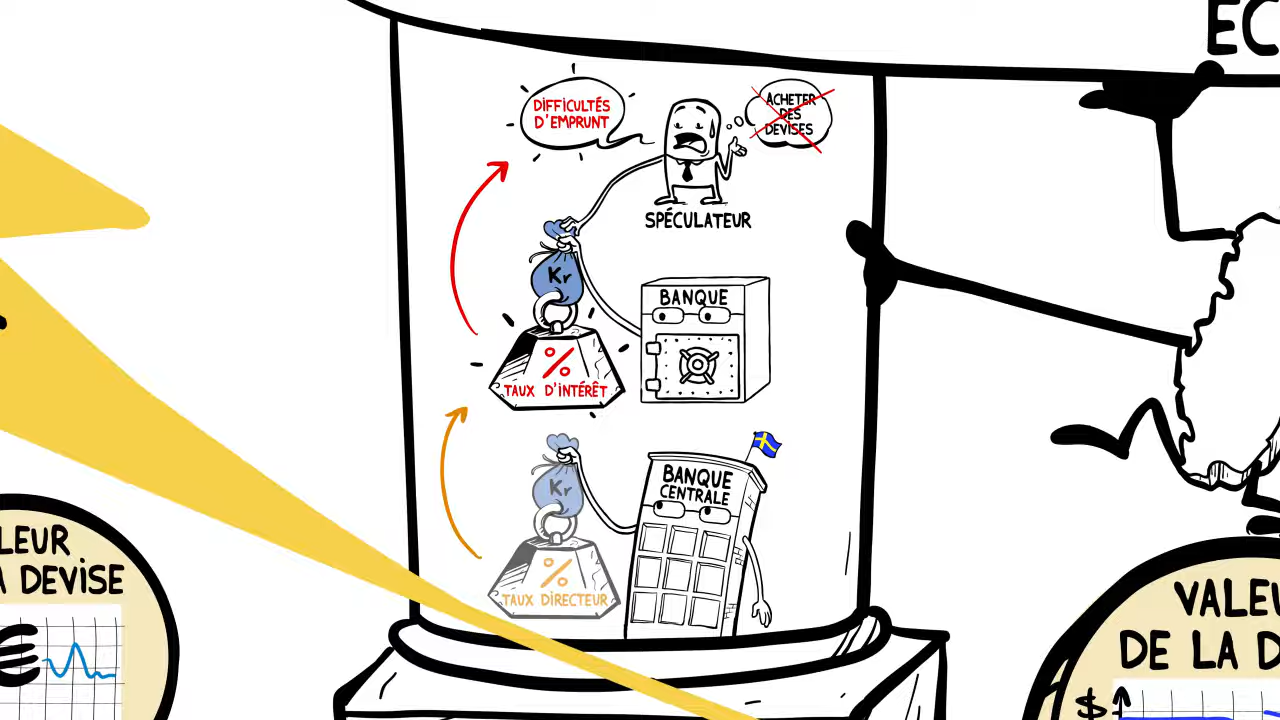 EC
DIFFICULTÉS
D'EMPRUNT
ACHETER
DES
DEVISES
SPÉCULATEUR
Kr
BANQUE
%
TAUX D'INTÉRÊT
Kr
BANQUE
CENTRALE
%
TAUX DIRECTEUR
LEUR
A DEVISE
€
VALEU
DE LA D
$